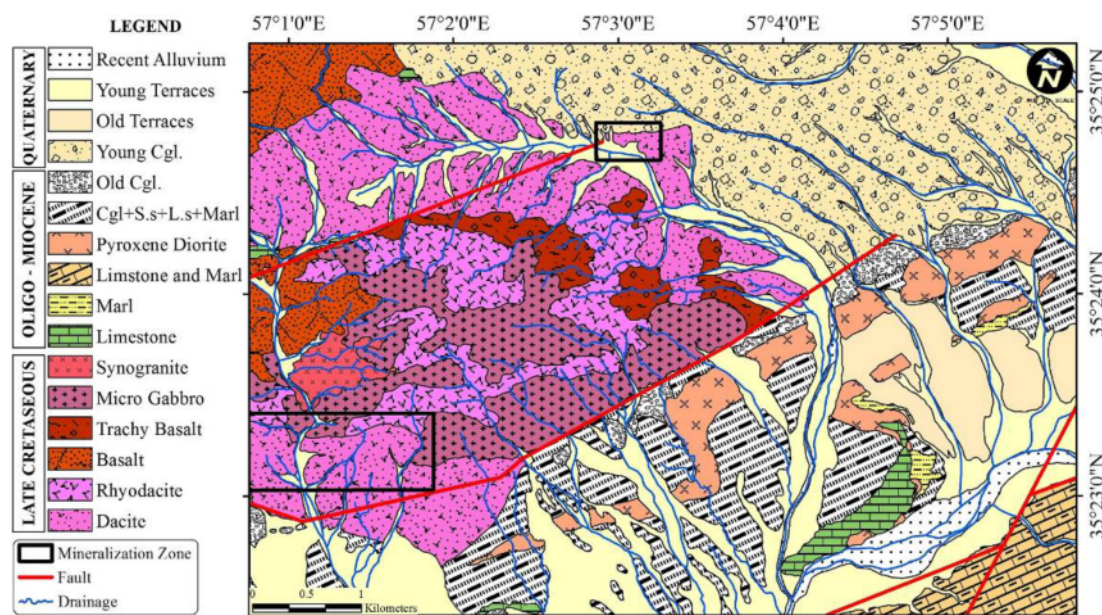 57°1'0"E 57°2'0"E 57°3'0"E 57°4'0"E 57°5'0"E
LEGEND
QUATERNARY
Recent Alluvium
Young Terraces
Old Terraces
Young Cgl.
OLIGO - MIOCENE
Old Cgl.
Cgl+S.s+L.s+Marl
Pyroxene Diorite
Limstone and Marl
Marl
Limestone
LATE CRETASEOUS
Synogranite
Micro Gabbro
Trachy Basalt
Basalt
Rhyodacite
Dacite
Mineralization Zone
Fault
Drainage
N
SCALE
35°25'0"N
35°24'0"N
35°23'0"N
0 0.5 1
Kilometers